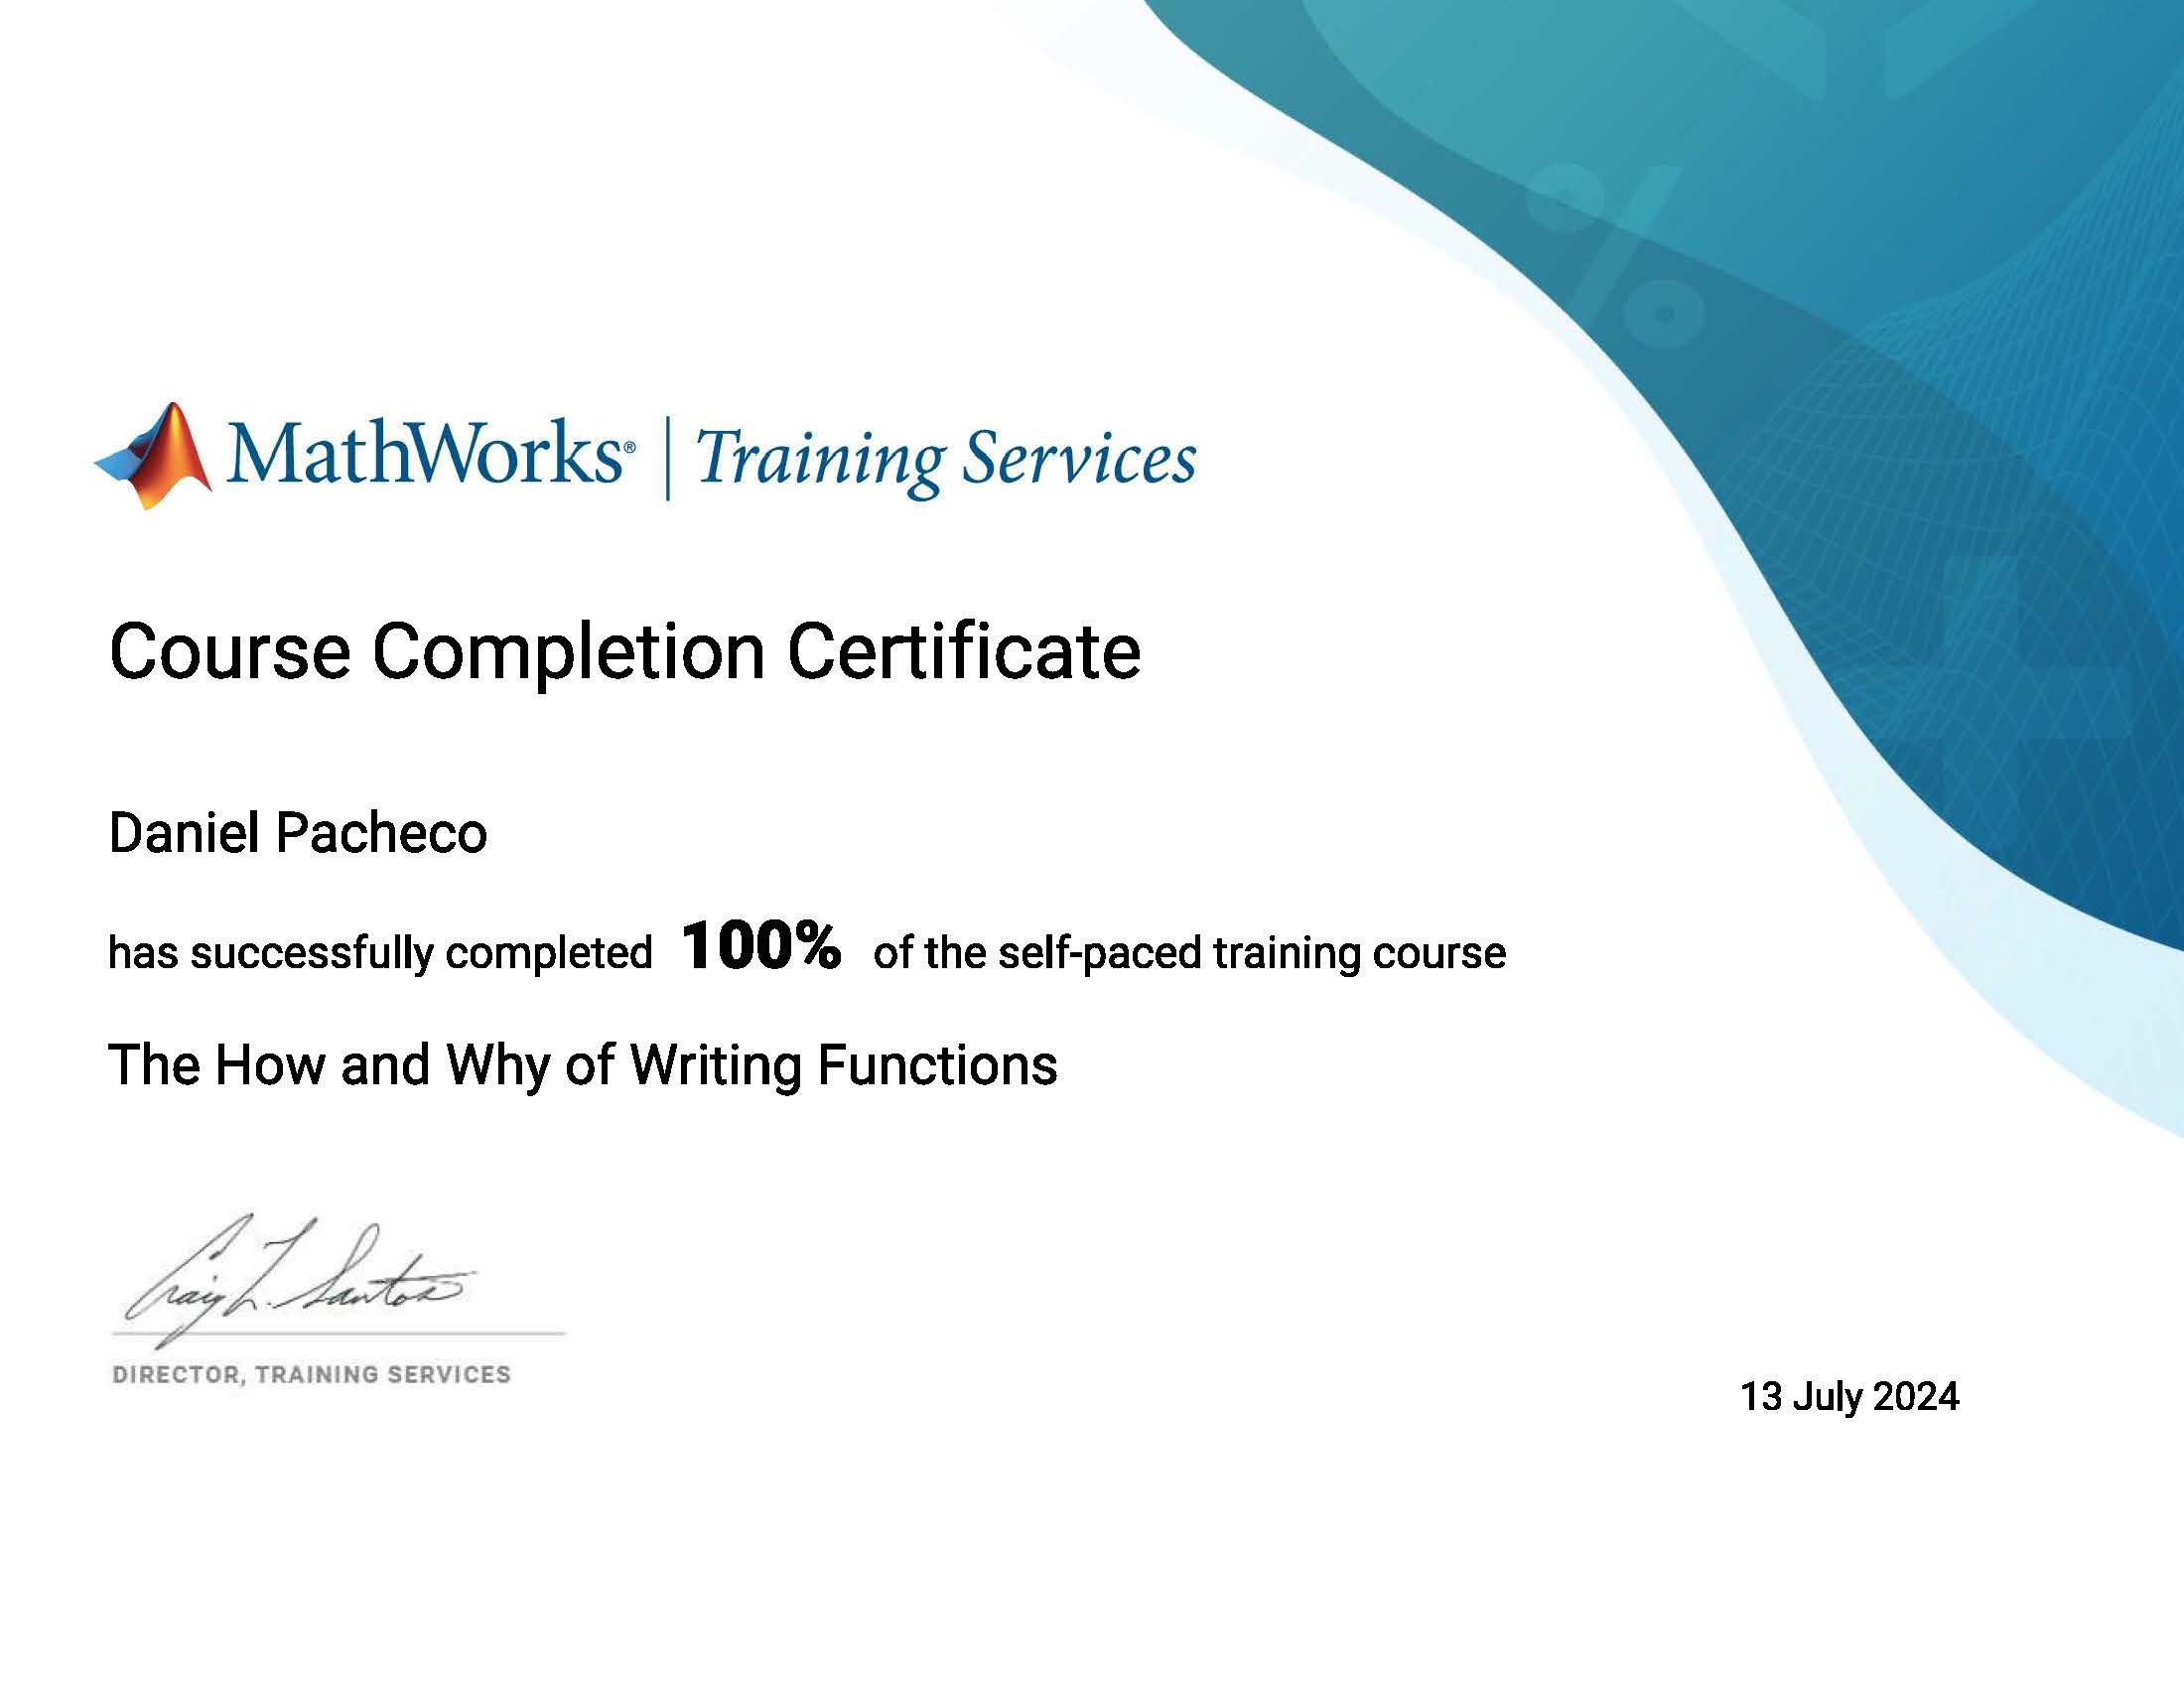 MathWorks® | Training Services
Course Completion Certificate
Daniel Pacheco
has successfully completed 100% of the self-paced training course
The How and Why of Writing Functions
Craig L. Santos
DIRECTOR, TRAINING SERVICES
13 July 2024